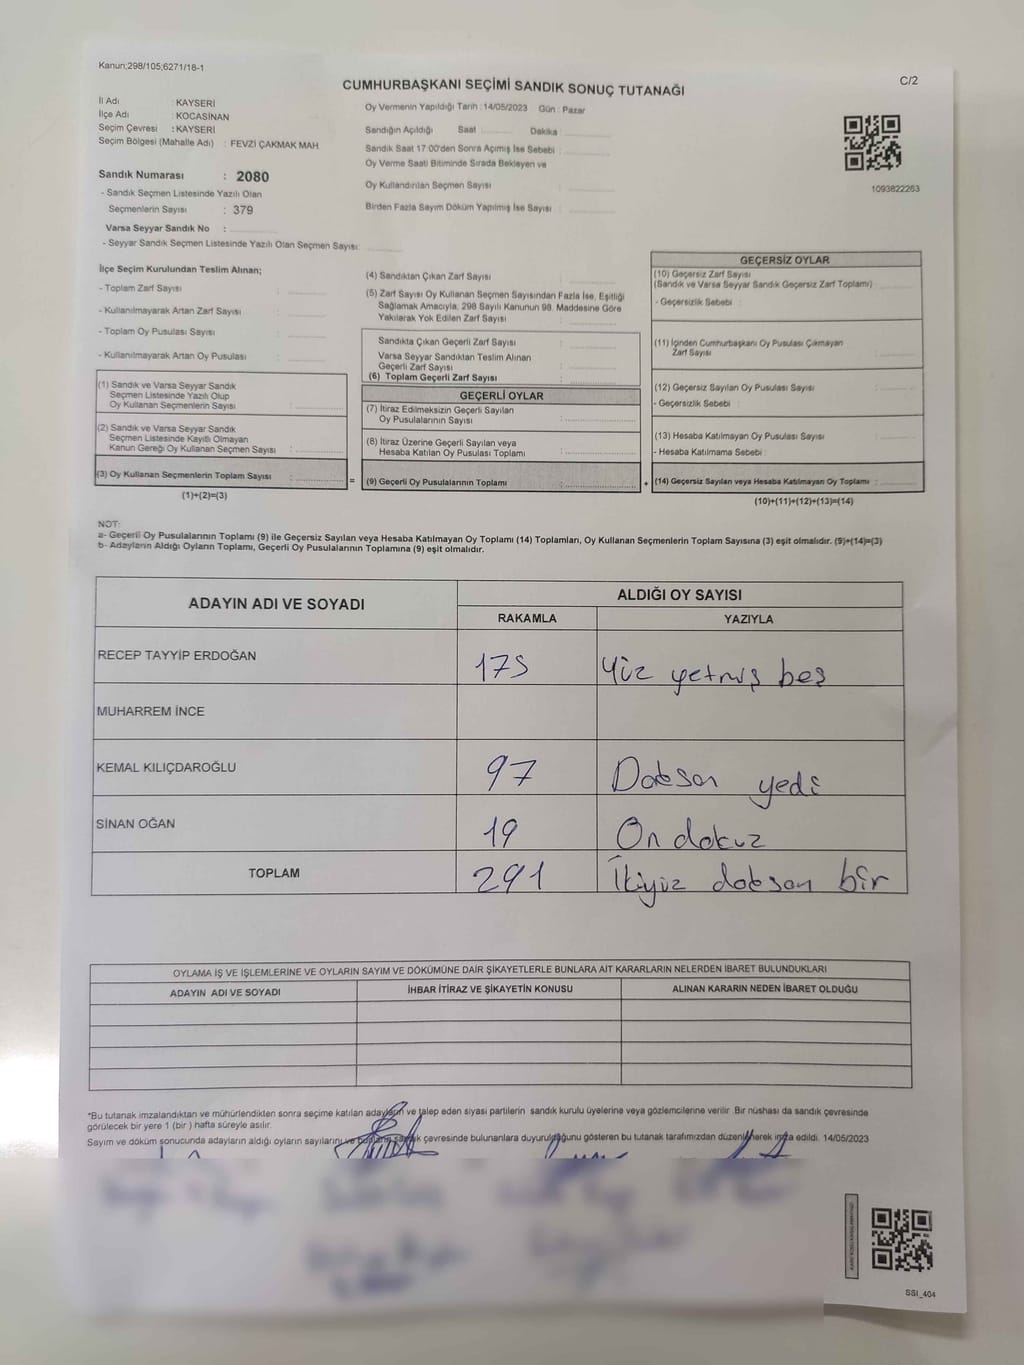 Kanun;298/105;6271/18-1
C/2
CUMHURBAŞKANI SEÇİMİ SANDIK SONUÇ TUTANAĞI
İl Adı : KAYSERİ
İlçe Adı : KOCASİNAN
Seçim Çevresi : KAYSERİ
Seçim Bölgesi (Mahalle Adı) : FEVZİ ÇAKMAK MAH
Sandık Numarası : 2080
- Sandık Seçmen Listesinde Yazılı Olan
Seçmenlerin Sayısı : 379
Varsa Seyyar Sandık No :
- Seyyar Sandık Seçmen Listesinde Yazılı Olan Seçmen Sayısı:
Oy Vermenin Yapıldığı Tarih : 14/05/2023 Gün : Pazar
Sandığın Açıldığı Saat Dakika :
Sandık Saat 17:00'den Sonra Açımış İse Sebebi :
Oy Verme Saati Bitiminde Sırada Bekleyen ve
Oy Kullandırılan Seçmen Sayısı :
Birden Fazla Sayım Döküm Yapılmış İse Sayısı :
1093822263
İlçe Seçim Kurulundan Teslim Alınan;
- Toplam Zarf Sayısı :
- Kullanılmayarak Artan Zarf Sayısı :
- Toplam Oy Pusulası Sayısı :
- Kullanılmayarak Artan Oy Pusulası :
(1) Sandık ve Varsa Seyyar Sandık
Seçmen Listesinde Yazılı Olup
Oy Kullanan Seçmenlerin Sayısı :
(2) Sandık ve Varsa Seyyar Sandık
Seçmen Listesinde Kayıtlı Olmayan
Kanun Gereği Oy Kullanan Seçmen Sayısı :
(3) Oy Kullanan Seçmenlerin Toplam Sayısı :
(1)+(2)=(3)
(4) Sandıktan Çıkan Zarf Sayısı :
(5) Zarf Sayısı Oy Kullanan Seçmen Sayısından Fazla İse, Eşitliği
Sağlamak Amacıyla, 298 Sayılı Kanunun 98. Maddesine Göre
Yakılarak Yok Edilen Zarf Sayısı :
Sandıkta Çıkan Geçerli Zarf Sayısı :
Varsa Seyyar Sandıktan Teslim Alınan
Geçerli Zarf Sayısı :
(6) Toplam Geçerli Zarf Sayısı :
GEÇERLİ OYLAR
(7) İtiraz Edilmeksizin Geçerli Sayılan
Oy Pusulalarının Sayısı :
(8) İtiraz Üzerine Geçerli Sayılan veya
Hesaba Katılan Oy Pusulası Toplamı :
= (9) Geçerli Oy Pusulalarının Toplamı :
GEÇERSİZ OYLAR
(10) Geçersiz Zarf Sayısı
(Sandık ve Varsa Seyyar Sandık Geçersiz Zarf Toplamı) :
- Geçersizlik Sebebi :
(11) İçinden Cumhurbaşkanı Oy Pusulası Çıkmayan
Zarf Sayısı :
(12) Geçersiz Sayılan Oy Pusulası Sayısı :
- Geçersizlik Sebebi :
(13) Hesaba Katılmayan Oy Pusulası Sayısı :
- Hesaba Katılmama Sebebi :
+ (14) Geçersiz Sayılan veya Hesaba Katılmayan Oy Toplamı :
(10)+(11)+(12)+(13)=(14)
NOT:
a- Geçerli Oy Pusulalarının Toplamı (9) ile Geçersiz Sayılan veya Hesaba Katılmayan Oy Toplamı (14) Toplamları, Oy Kullanan Seçmenlerin Toplam Sayısına (3) eşit olmalıdır. (9)+(14)=(3)
b- Adayların Aldığı Oyların Toplamı, Geçerli Oy Pusulalarının Toplamına (9) eşit olmalıdır.
ADAYIN ADI VE SOYADI ALDIĞI OY SAYISI
RAKAMLA YAZIYLA
RECEP TAYYİP ERDOĞAN 175 Yüz yetmiş beş
MUHARREM İNCE
KEMAL KILIÇDAROĞLU 97 Doksan yedi
SİNAN OĞAN 19 On dokuz
TOPLAM 291 İkiyüz doksan bir
OYLAMA İŞ VE İŞLEMLERİNE VE OYLARIN SAYIM VE DÖKÜMÜNE DAİR ŞİKAYETLERLE BUNLARA AİT KARARLARIN NELERDEN İBARET BULUNDUKLARI
ADAYIN ADI VE SOYADI İHBAR İTİRAZ VE ŞİKAYETİN KONUSU ALINAN KARARIN NEDEN İBARET OLDUĞU
*Bu tutanak imzalandıktan ve mühürlendikten sonra seçime katılan adayların ve talep eden siyasi partilerin sandık kurulu üyelerine veya gözlemcilerine verilir. Bir nüshası da sandık çevresinde
görülecek bir yere 1 (bir) hafta süreyle asılır.
Sayım ve döküm sonucunda adayların aldığı oyların sayılarını ve bunların sandık çevresinde bulunanlara duyurulduğunu gösteren bu tutanak tarafımızdan düzenlenerek imza edildi. 14/05/2023
SSI_404